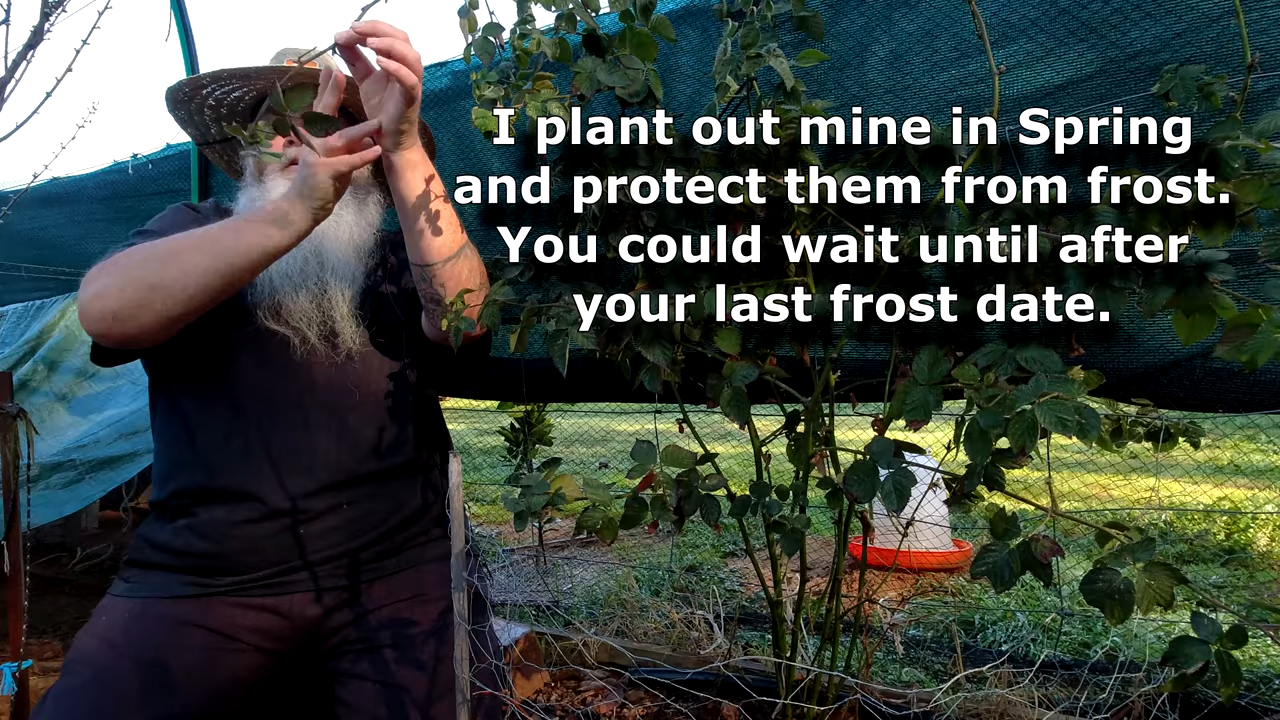 I plant out mine in Spring
and protect them from frost.
You could wait until after
your last frost date.